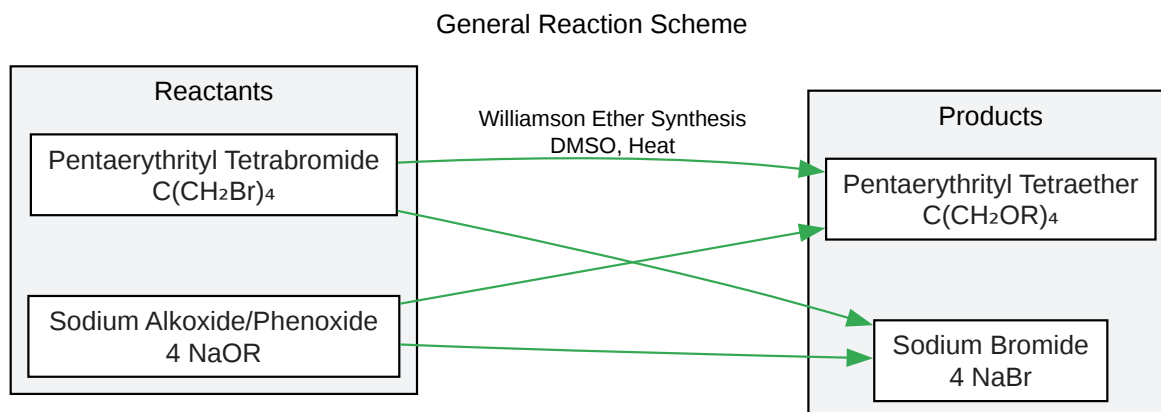 General Reaction Scheme
Reactants
Pentaerythrityl Tetrabromide
C(CH₂Br)₄
Sodium Alkoxide/Phenoxide
4 NaOR
Williamson Ether Synthesis
DMSO, Heat
Products
Pentaerythrityl Tetraether
C(CH₂OR)₄
Sodium Bromide
4 NaBr